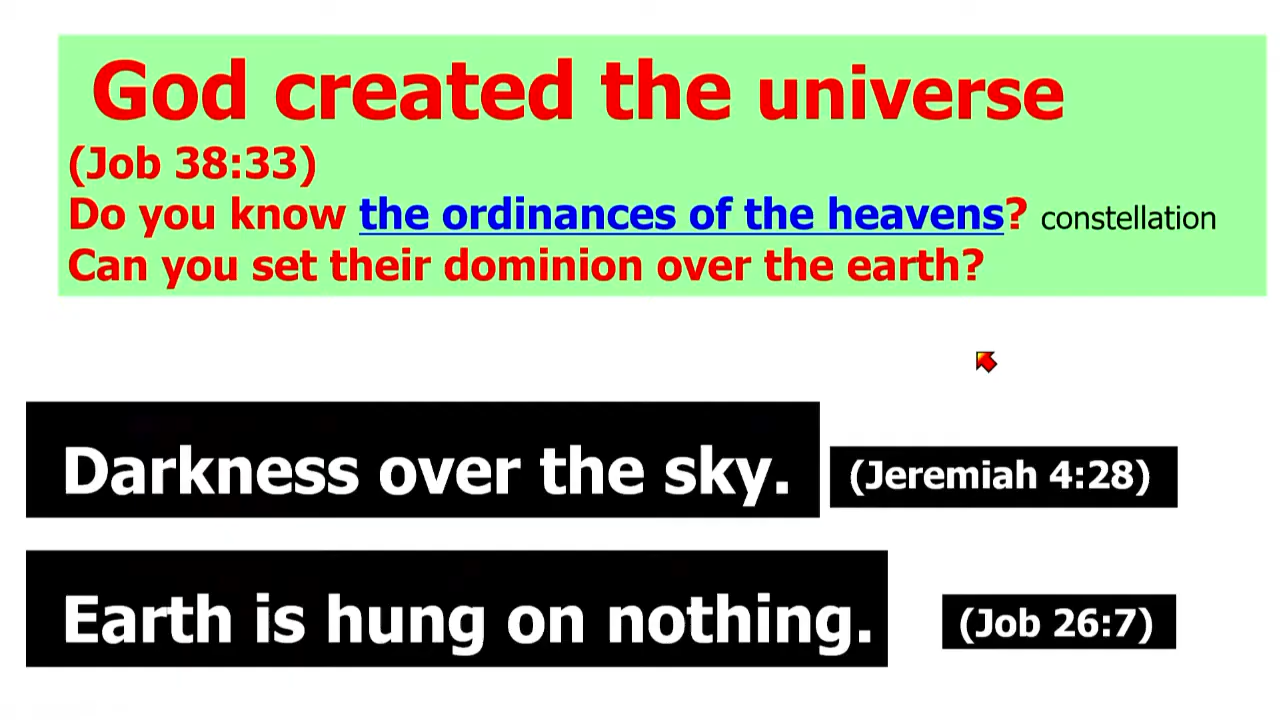 God created the universe
(Job 38:33)
Do you know the ordinances of the heavens? constellation
Can you set their dominion over the earth?
Darkness over the sky. (Jeremiah 4:28)
Earth is hung on nothing. (Job 26:7)